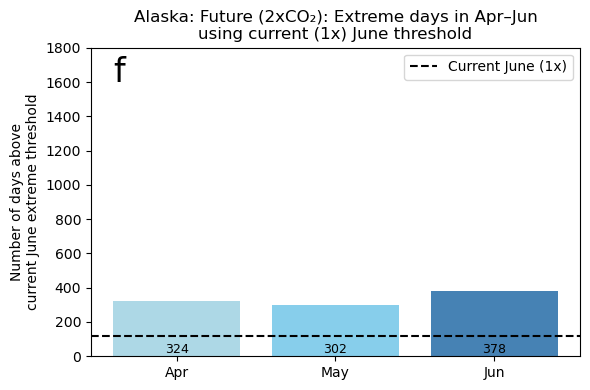 Alaska: Future (2xCO₂): Extreme days in Apr–Jun
using current (1x) June threshold
f
Current June (1x)
Number of days above
current June extreme threshold
1800
1600
1400
1200
1000
800
600
400
200
0
324
302
378
Apr
May
Jun